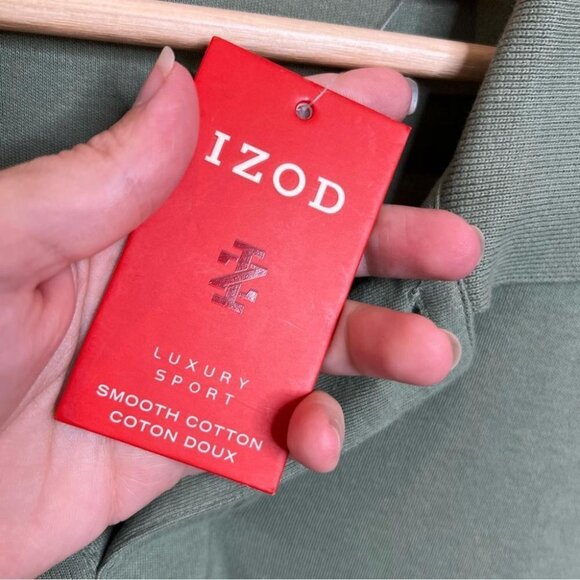 IZOD
LUXURY
SPORT
SMOOTH COTTON
COTON DOUX